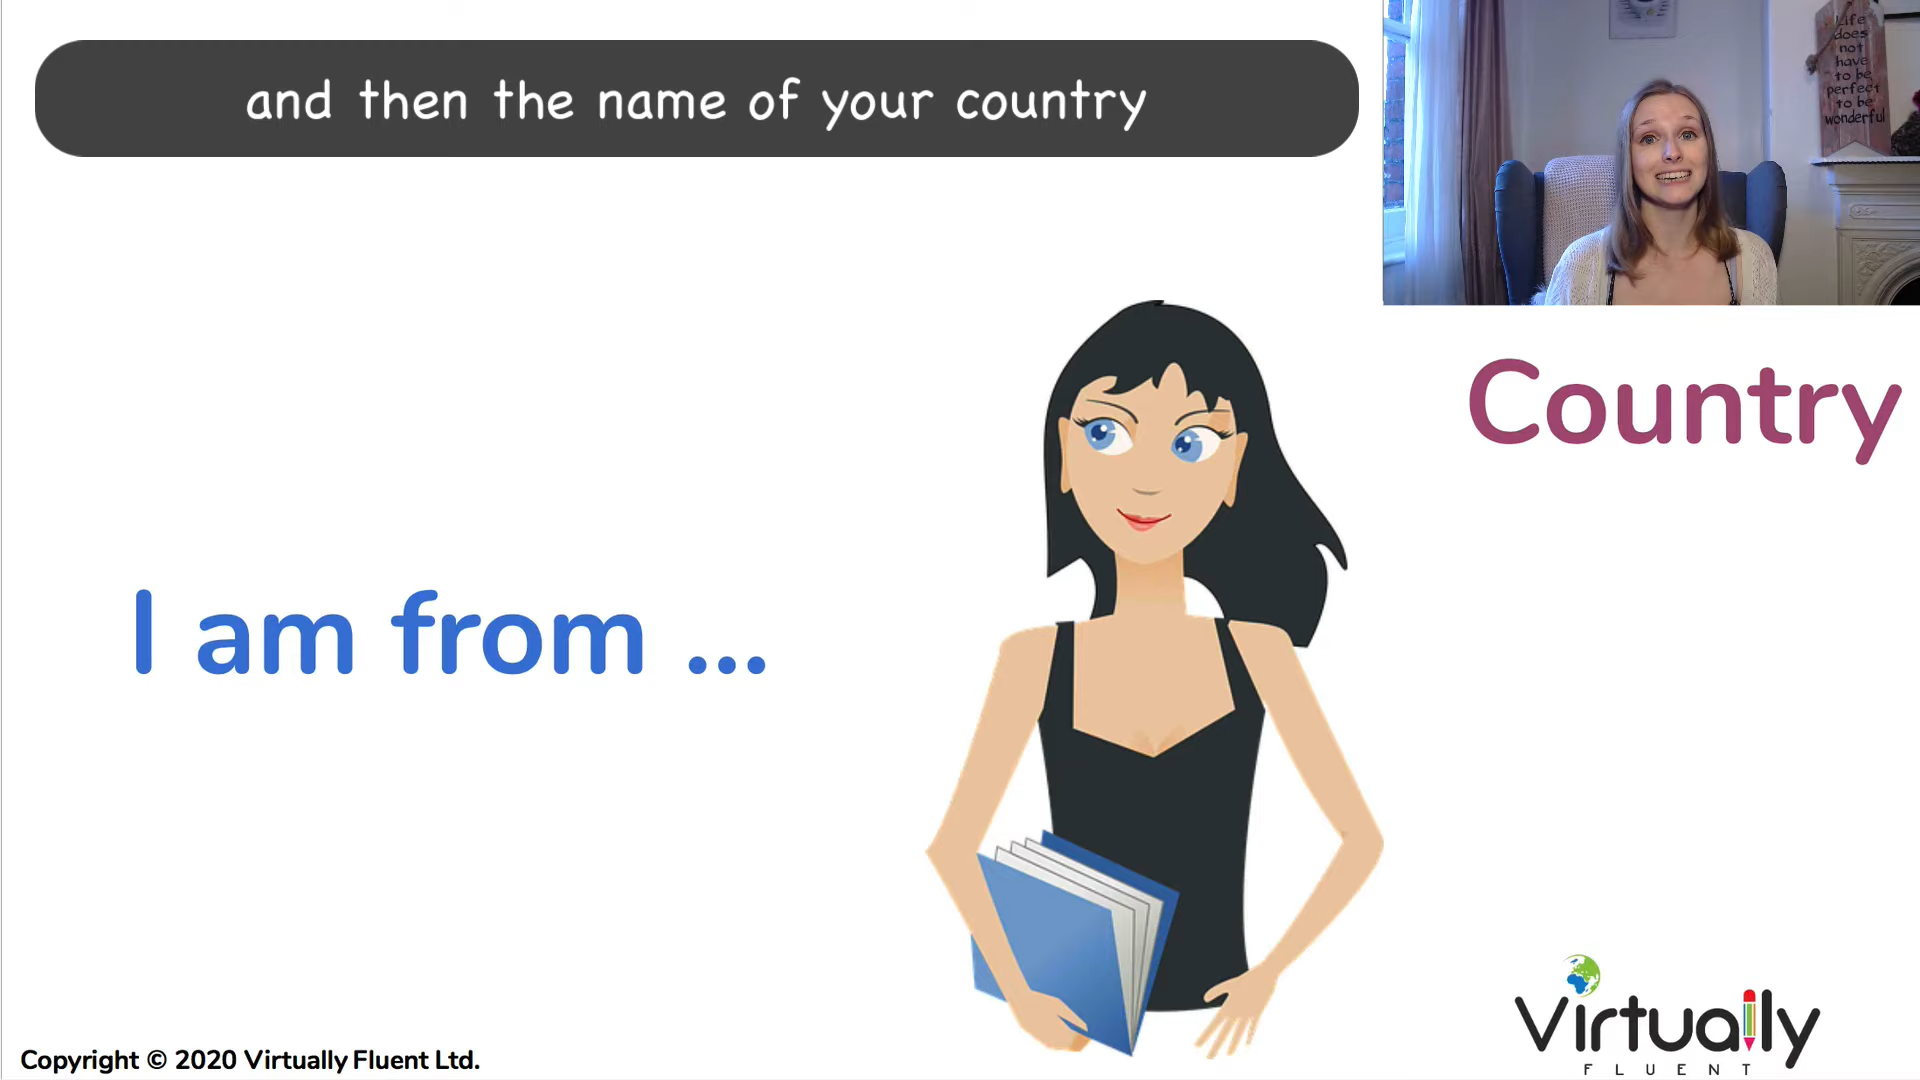 and then the name of your country
Life
does
not
have
to be
perfect
to be
wonderful
Country
I am from ...
Virtually
FLUENT
Copyright © 2020 Virtually Fluent Ltd.